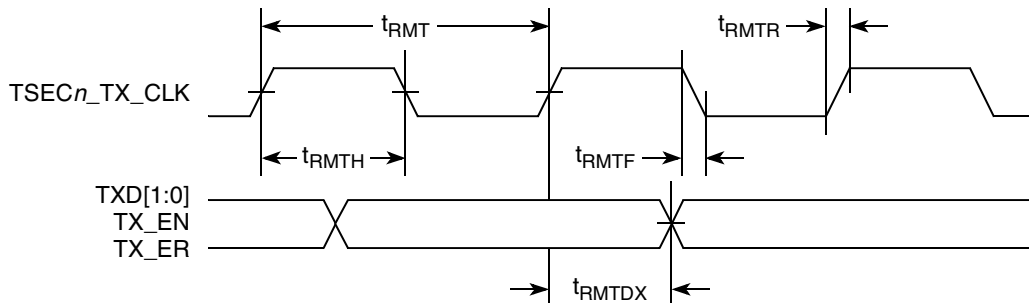 tRMT
tRMTR
TSECn_TX_CLK
tRMTH
tRMTF
TXD[1:0]
TX_EN
TX_ER
tRMTDX